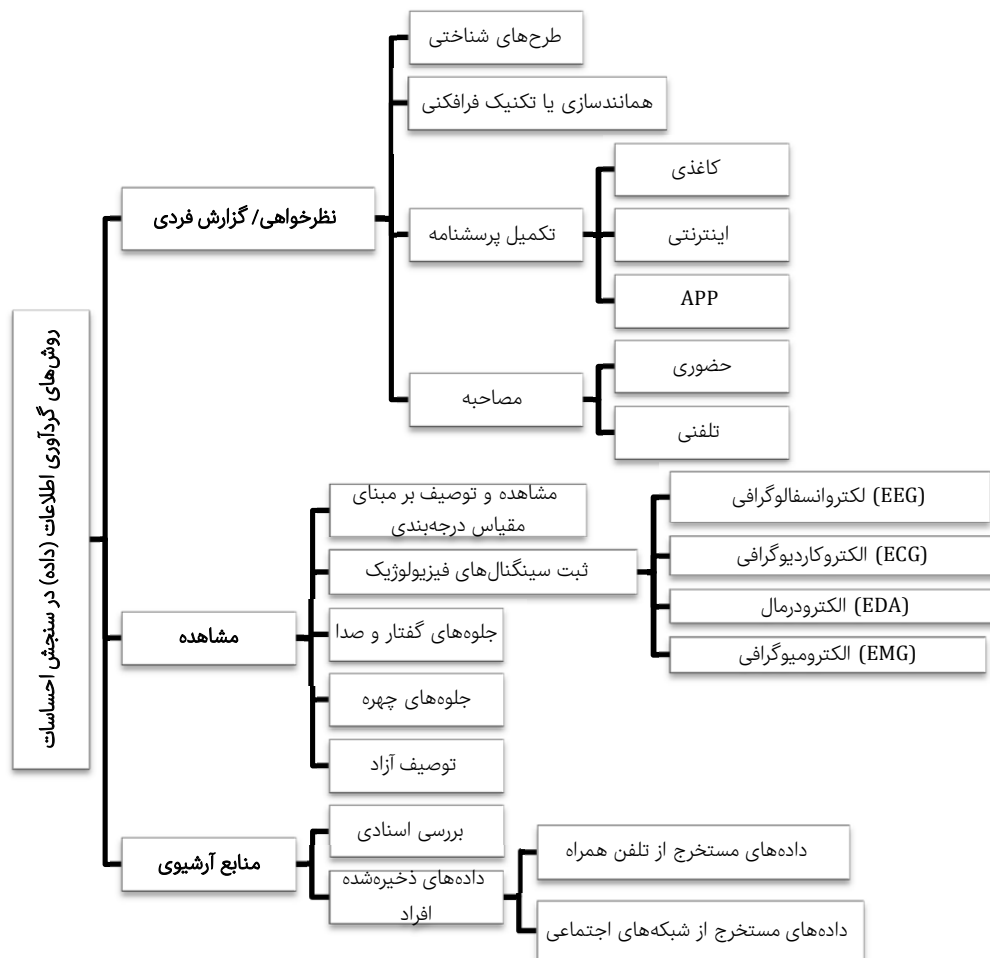 روش‌های گردآوری اطلاعات (داده) در سنجش احساسات
نظرخواهی/ گزارش فردی
طرح‌های شناختی
همانندسازی یا تکنیک فرافکنی
تکمیل پرسشنامه
کاغذی
اینترنتی
APP
مصاحبه
حضوری
تلفنی
مشاهده
مشاهده و توصیف بر مبنای
مقیاس درجه‌بندی
ثبت سینگنال‌های فیزیولوژیک
(EEG) لکتروانسفالوگرافی
(ECG) الکتروکاردیوگرافی
(EDA) الکترودرمال
(EMG) الکترومیوگرافی
جلوه‌های گفتار و صدا
جلوه‌های چهره
توصیف آزاد
منابع آرشیوی
بررسی اسنادی
داده‌های ذخیره‌شده
افراد
داده‌های مستخرج از تلفن همراه
داده‌های مستخرج از شبکه‌های اجتماعی